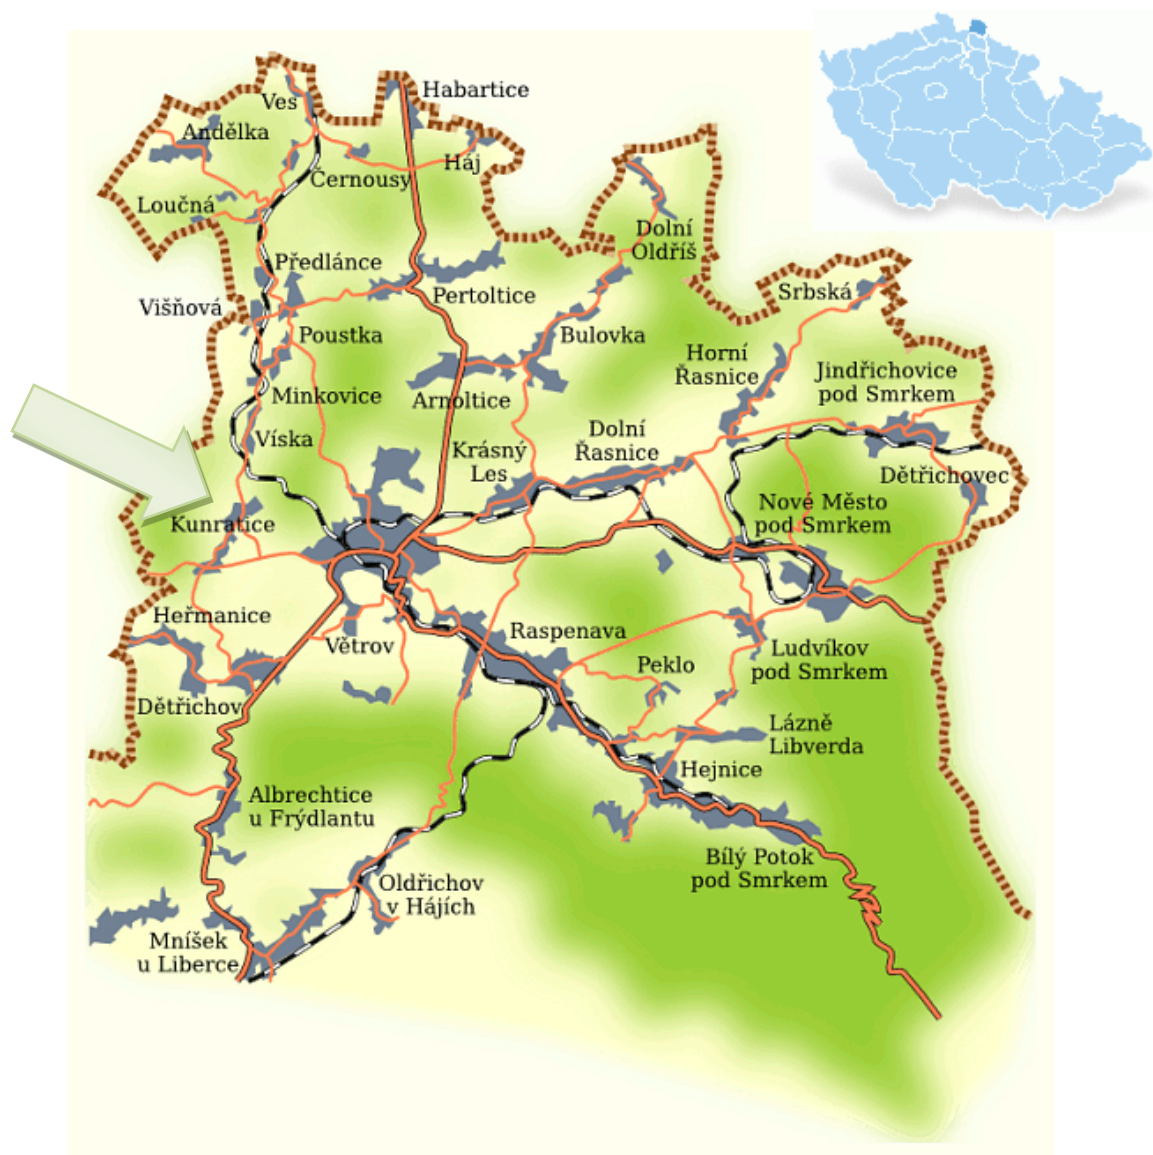 Habartice
Ves
Andělka
Háj
Černousy
Loučná
Dolní
Oldříš
Předlánce
Pertoltice
Srbská
Višňová
Poustka
Bulovka
Horní
Řasnice
Jindřichovice
pod Smrkem
Minkovice
Arnoltice
Víska
Krásný
Les
Dolní
Řasnice
Dětřichovec
Nové Město
pod Smrkem
Kunratice
Heřmanice
Větrov
Raspenava
Peklo
Ludvíkov
pod Smrkem
Dětřichov
Lázně
Libverda
Hejnice
Albrechtice
u Frýdlantu
Bílý Potok
pod Smrkem
Oldřichov
v Hájích
Mníšek
u Liberce